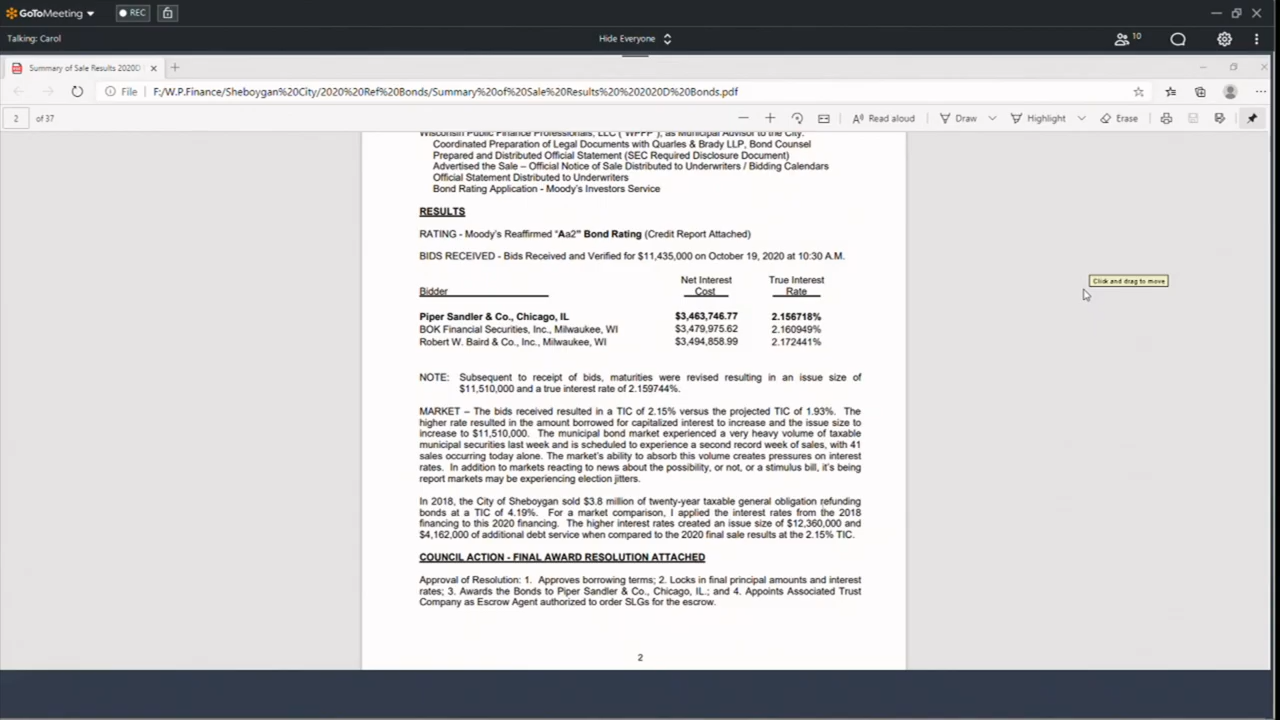 GoToMeeting
REC
Talking: Carol
Hide Everyone
10
Summary of Sale Results 2020D
File F:/W.P.Finance/Sheboygan%20City/2020%20Ref%20Bonds/Summary%20of%20Sale%20Results%20%202020D%20Bonds.pdf
2 of 37
Read aloud
Draw
Highlight
Erase
Wisconsin Public Finance Professionals, LLC ("WPFP"), as Municipal Advisor to the City:
Coordinated Preparation of Legal Documents with Quarles & Brady LLP, Bond Counsel
Prepared and Distributed Official Statement (SEC Required Disclosure Document)
Advertised the Sale – Official Notice of Sale Distributed to Underwriters / Bidding Calendars
Official Statement Distributed to Underwriters
Bond Rating Application - Moody's Investors Service
RESULTS
RATING - Moody's Reaffirmed "Aa2" Bond Rating (Credit Report Attached)
BIDS RECEIVED - Bids Received and Verified for $11,435,000 on October 19, 2020 at 10:30 A.M.
Net Interest True Interest
Bidder Cost Rate
Piper Sandler & Co., Chicago, IL $3,463,746.77 2.156718%
BOK Financial Securities, Inc., Milwaukee, WI $3,479,975.62 2.160949%
Robert W. Baird & Co., Inc., Milwaukee, WI $3,494,858.99 2.172441%
NOTE: Subsequent to receipt of bids, maturities were revised resulting in an issue size of
$11,510,000 and a true interest rate of 2.159744%.
MARKET – The bids received resulted in a TIC of 2.15% versus the projected TIC of 1.93%. The
higher rate resulted in the amount borrowed for capitalized interest to increase and the issue size to
increase to $11,510,000. The municipal bond market experienced a very heavy volume of taxable
municipal securities last week and is scheduled to experience a second record week of sales, with 41
sales occurring today alone. The market's ability to absorb this volume creates pressures on interest
rates. In addition to markets reacting to news about the possibility, or not, or a stimulus bill, it's being
report markets may be experiencing election jitters.
In 2018, the City of Sheboygan sold $3.8 million of twenty-year taxable general obligation refunding
bonds at a TIC of 4.19%. For a market comparison, I applied the interest rates from the 2018
financing to this 2020 financing. The higher interest rates created an issue size of $12,360,000 and
$4,162,000 of additional debt service when compared to the 2020 final sale results at the 2.15% TIC.
COUNCIL ACTION - FINAL AWARD RESOLUTION ATTACHED
Approval of Resolution: 1. Approves borrowing terms; 2. Locks in final principal amounts and interest
rates; 3. Awards the Bonds to Piper Sandler & Co., Chicago, IL.; and 4. Appoints Associated Trust
Company as Escrow Agent authorized to order SLGs for the escrow.
2
Click and drag to move